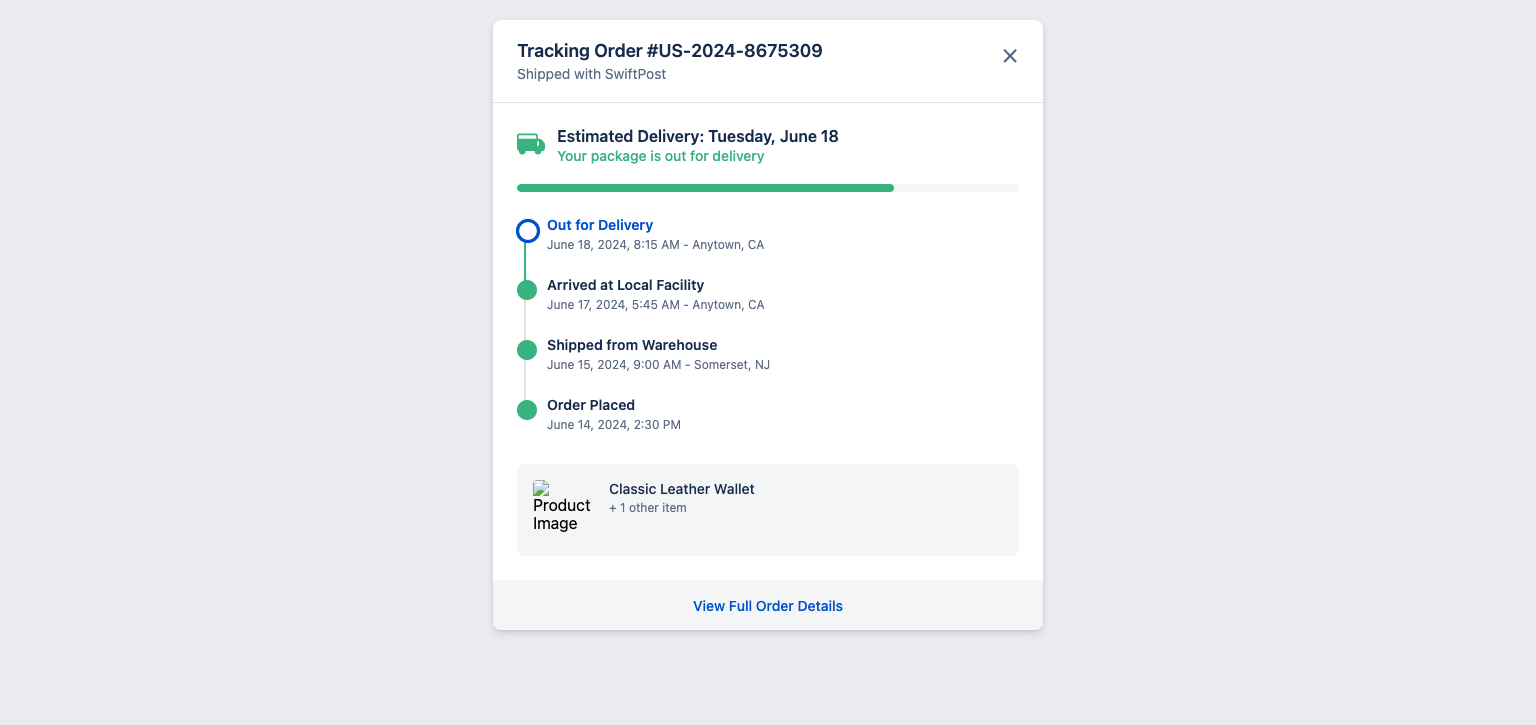 Tracking Order #US-2024-8675309
Shipped with SwiftPost
Estimated Delivery: Tuesday, June 18
Your package is out for delivery
Out for Delivery
June 18, 2024, 8:15 AM - Anytown, CA
Arrived at Local Facility
June 17, 2024, 5:45 AM - Anytown, CA
Shipped from Warehouse
June 15, 2024, 9:00 AM - Somerset, NJ
Order Placed
June 14, 2024, 2:30 PM
Product
Image
Classic Leather Wallet
+ 1 other item
View Full Order Details